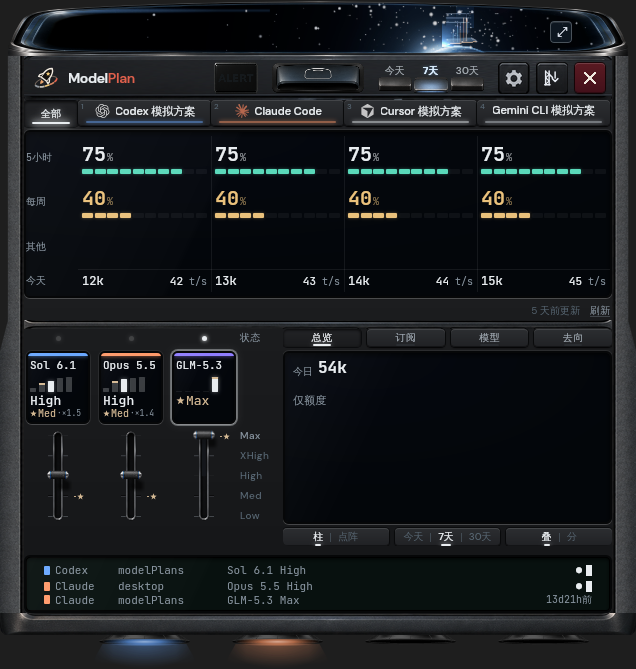 ModelPlan ALERT 今天 7天 30天
全部 1 Codex 模拟方案 2 Claude Code 3 Cursor 模拟方案 4 Gemini CLI 模拟方案
5小时 75% 75% 75% 75%
每周 40% 40% 40% 40%
其他
今天 12k 42 t/s 13k 43 t/s 14k 44 t/s 15k 45 t/s
5 天前更新 刷新
状态 总览 订阅 模型 去向
Sol 6.1 Opus 5.5 GLM-5.3
High High ★Max
★Med·×1.5 ★Med·×1.4
今日 54k
仅额度
Max
XHigh
High
Med
Low
柱 | 点阵 今天 | 7天 | 30天 叠 | 分
Codex modelPlans Sol 6.1 High
Claude desktop Opus 5.5 High
Claude modelPlans GLM-5.3 Max 13d21h前